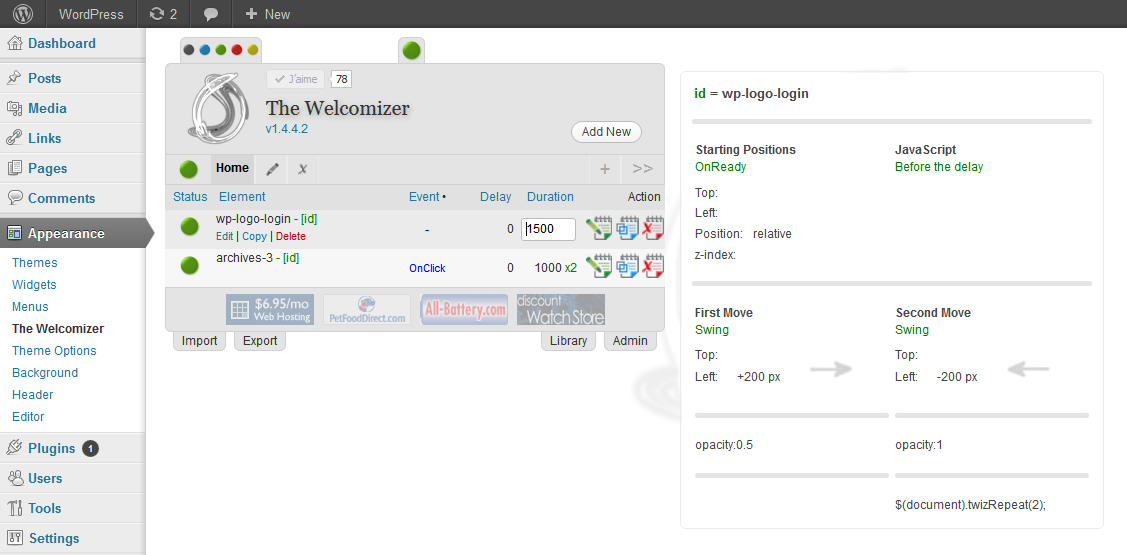 WordPress 2 + New
Dashboard
Posts
Media
Links
Pages
Comments
Appearance
Themes
Widgets
Menus
The Welcomizer
Theme Options
Background
Header
Editor
Plugins 1
Users
Tools
Settings
J'aime 78
The Welcomizer
v1.4.4.2
Add New
Home x + >>
Status Element Event • Delay Duration Action
wp-logo-login - [id] - 0 1500
Edit | Copy | Delete
archives-3 - [id] OnClick 0 1000 x2
$6.95/mo
Web Hosting
PetFoodDirect.com
All-Battery.com
discount
Watch Store
Import Export Library Admin
id = wp-logo-login
Starting Positions JavaScript
OnReady Before the delay
Top:
Left:
Position: relative
z-index:
First Move Second Move
Swing Swing
Top: Top:
Left: +200 px Left: -200 px
opacity:0.5 opacity:1
$(document).twizRepeat(2);